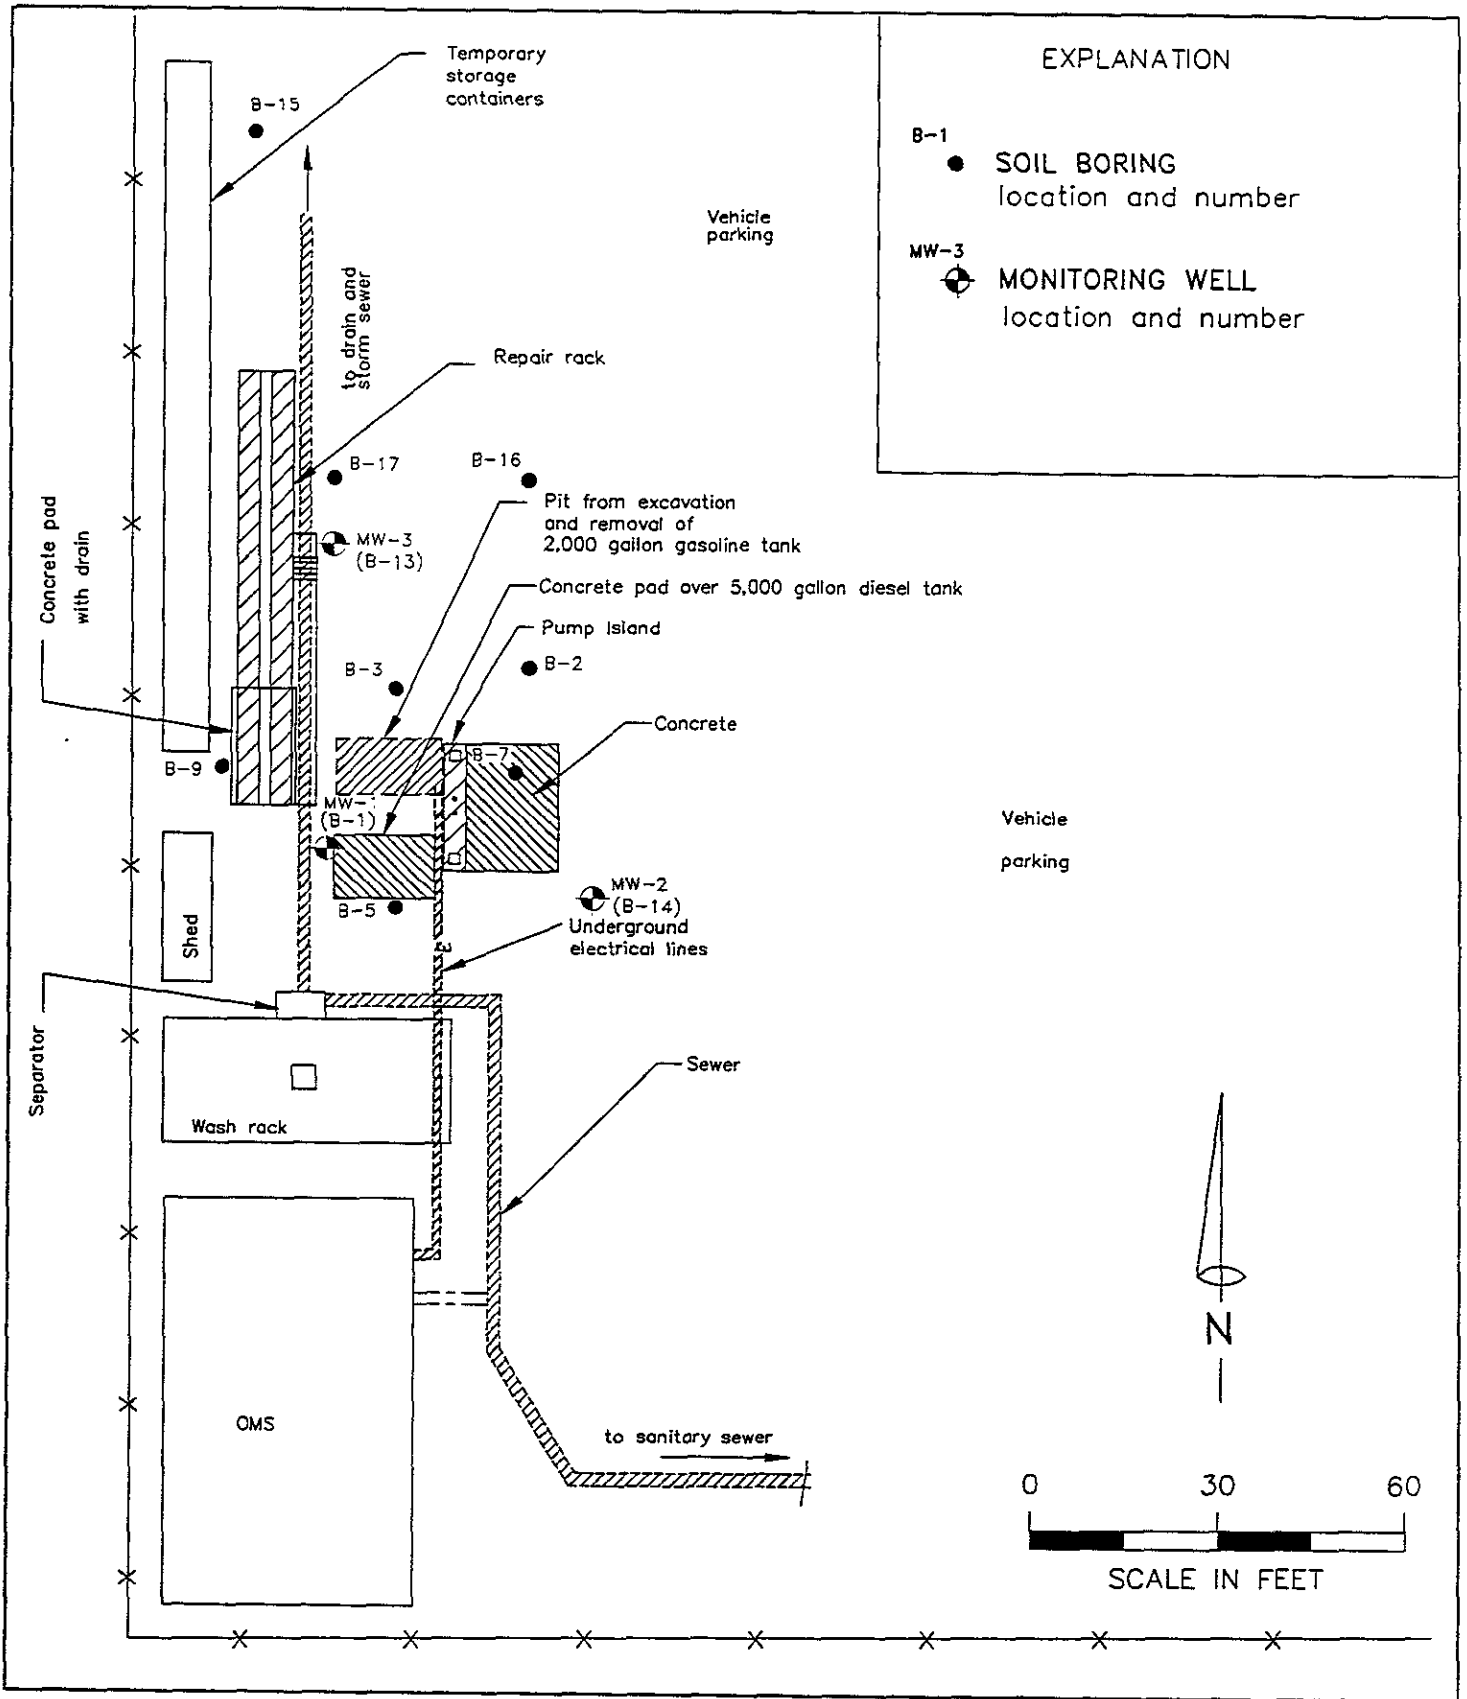 Temporary
storage
containers
B-15
EXPLANATION
B-1
SOIL BORING
location and number
MW-3
MONITORING WELL
location and number
Vehicle
parking
to drain and
storm sewer
Repair rack
B-17
B-16
Pit from excavation
and removal of
2,000 gallon gasoline tank
MW-3
(B-13)
Concrete pad
with drain
Concrete pad over 5,000 gallon diesel tank
Pump Island
B-3
B-2
Concrete
B-7
B-9
MW-1
(B-1)
Vehicle
parking
MW-2
(B-14)
B-5
Underground
electrical lines
Shed
Separator
Sewer
Wash rack
N
OMS
to sanitary sewer
0 30 60
SCALE IN FEET